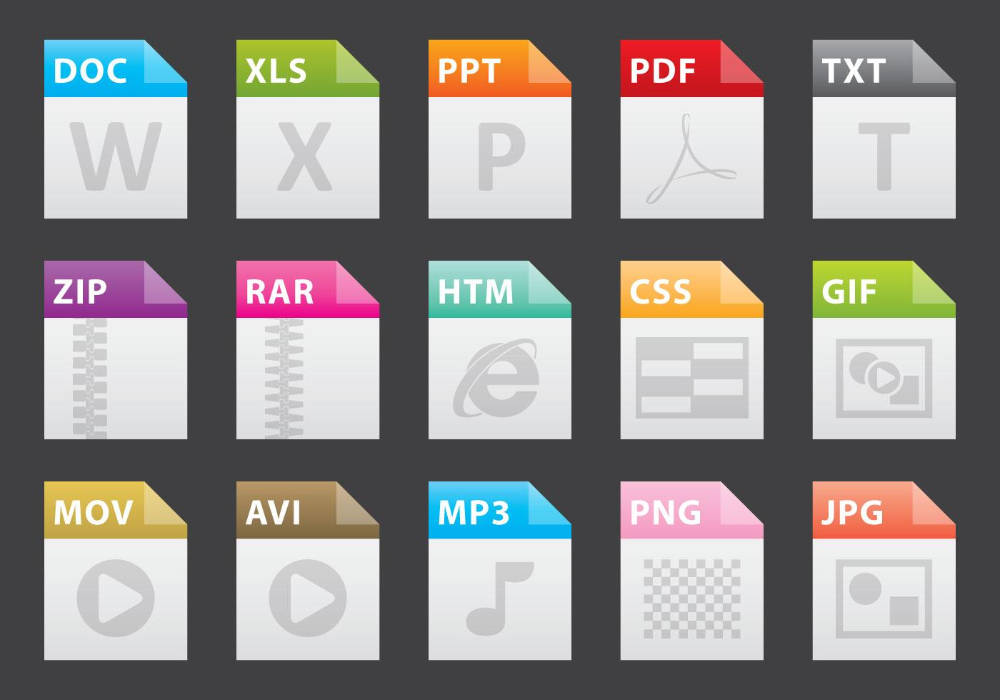 DOC
XLS
PPT
PDF
TXT
W
X
P
T
ZIP
RAR
HTM
CSS
GIF
e
MOV
AVI
MP3
PNG
JPG